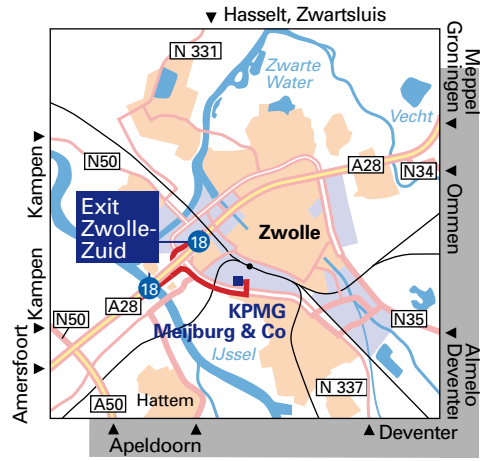 Hasselt, Zwartsluis
N 331
Zwarte
Water
Vecht
Meppel
Groningen
Kampen
N50
A28
N34
Ommen
Exit
Zwolle-
Zuid
18
Zwolle
18
Kampen
A28
KPMG
Meijburg & Co
IJssel
N50
N35
Amersfoort
Almelo
Deventer
A50
Hattem
N 337
Apeldoorn
Deventer